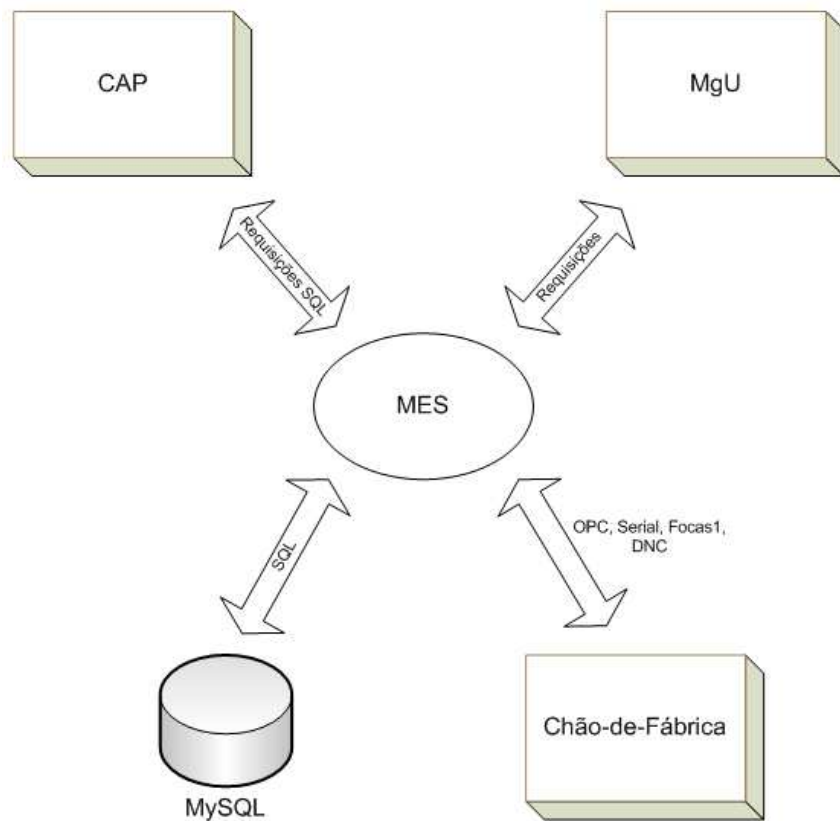 CAP
MgU
Requisições SQL
Requisições
MES
SQL
OPC, Serial, Focas1,
DNC
Chão-de-Fábrica
MySQL